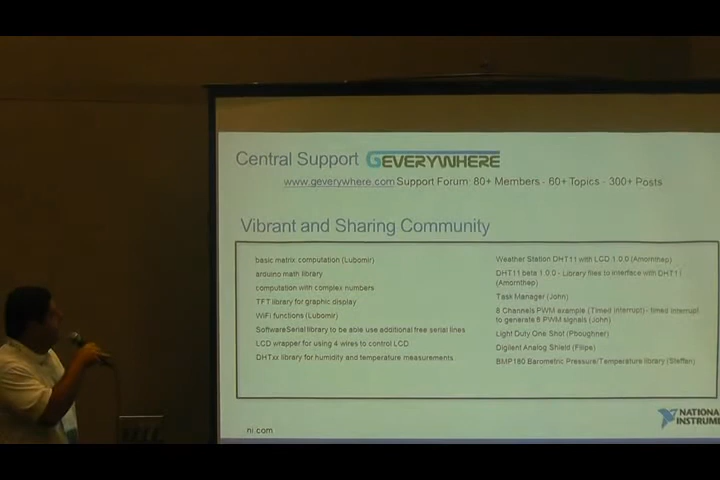 Central Support GEVERYWHERE
www.geverywhere.com Support Forum: 80+ Members - 60+ Topics - 300+ Posts
Vibrant and Sharing Community
basic matrix computation (Lubomir)
arduino math library
computation with complex numbers
TFT library for graphic display
WiFi functions (Lubomir)
SoftwareSerial library to be able use additional free serial lines
LCD wrapper for using 4 wires to control LCD
DHTxx library for humidity and temperature measurements.
Weather Station DHT11 with LCD 1.0.0 (Amornthep)
DHT11 beta 1.0.0 - Library files to interface with DHT11
(Amornthep)
Task Manager (John)
8 Channels PWM example (Timed Interrupt) - timed interrupt
to generate 8 PWM signals (John)
Light Duty One Shot (Pboughner)
Digilent Analog Shield (Filipe)
BMP180 Barometric Pressure/Temperature library (Steffan)
ni.com
NATIONAL
INSTRUM